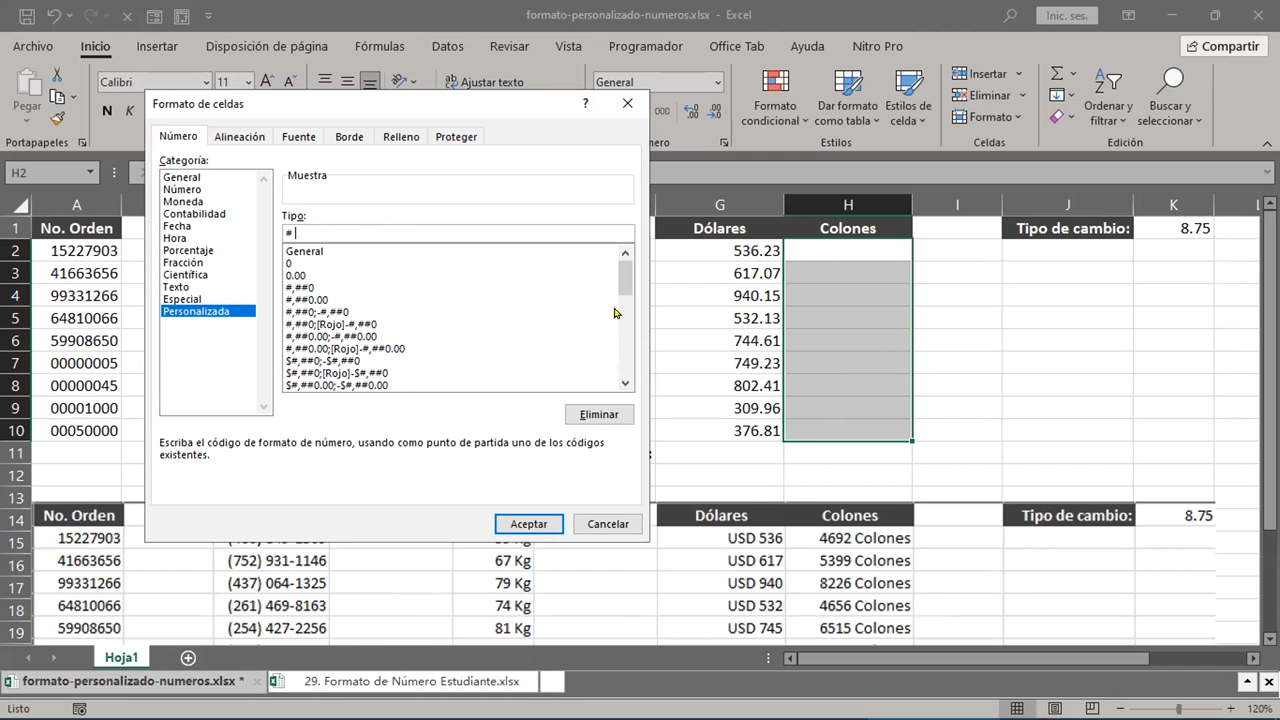 formato-personalizado-numeros.xlsx - Excel
Inic. ses.
Archivo Inicio Insertar Disposición de página Fórmulas Datos Revisar Vista Programador Office Tab Ayuda Nitro Pro Compartir
Pegar
Portapapeles
Calibri 11
N K
Ajustar texto
General
000
Formato condicional
Dar formato como tabla
Estilos de celda
Estilos
Insertar
Eliminar
Formato
Celdas
Ordenar y filtrar
Buscar y seleccionar
Edición
H2
Formato de celdas
? 
Número Alineación Fuente Borde Relleno Proteger
Categoría:
General
Número
Moneda
Contabilidad
Fecha
Hora
Porcentaje
Fracción
Científica
Texto
Especial
Personalizada
Muestra
Tipo:
#
General
0
0.00
#,##0
#,##0.00
#,##0;-#,##0
#,##0;[Rojo]-#,##0
#,##0.00;-#,##0.00
#,##0.00;[Rojo]-#,##0.00
$#,##0;-$#,##0
$#,##0;[Rojo]-$#,##0
$#,##0.00;-$#,##0.00
Eliminar
Escriba el código de formato de número, usando como punto de partida uno de los códigos
existentes.
Aceptar Cancelar
A G H I J K L
1 No. Orden Dólares Colones Tipo de cambio: 8.75
2 15227903 536.23
3 41663656 617.07
4 99331266 940.15
5 64810066 532.13
6 59908650 744.61
7 00000005 749.23
8 00000045 802.41
9 00001000 309.96
10 00050000 376.81
11
12
13
14 No. Orden Dólares Colones Tipo de cambio: 8.75
15 15227903 USD 536 4692 Colones
16 41663656 (752) 931-1146 67 Kg USD 617 5399 Colones
17 99331266 (437) 064-1325 79 Kg USD 940 8226 Colones
18 64810066 (261) 469-8163 74 Kg USD 532 4656 Colones
19 59908650 (254) 427-2256 81 Kg USD 745 6515 Colones
Hoja1
formato-personalizado-numeros.xlsx * 29. Formato de Número Estudiante.xlsx
Listo 120%